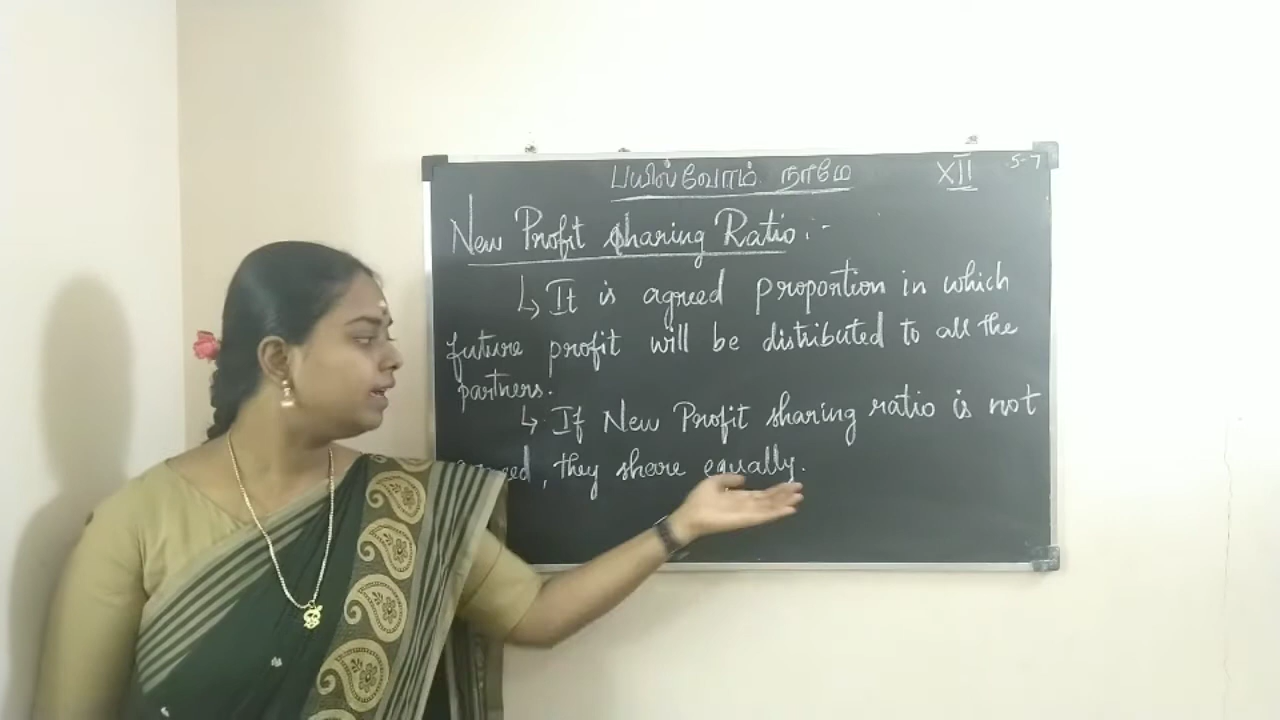 பயில்வோம் நாமே XII 5-7
New Profit sharing Ratio:-
↳ It is agreed proportion in which
future profit will be distributed to all the
partners.
↳ If New Profit sharing ratio is not
agreed, they share equally.